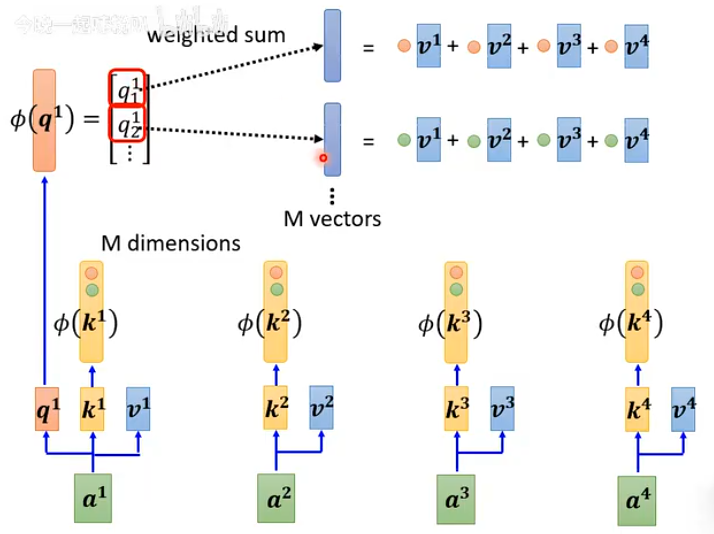 weighted sum
= v¹ + v² + v³ + v⁴
ϕ(q¹) = [q₁¹ q₂¹ ⋮]
= v¹ + v² + v³ + v⁴
⋮
M vectors
M dimensions
ϕ(k¹) ϕ(k²) ϕ(k³) ϕ(k⁴)
q¹ k¹ v¹ k² v² k³ v³ k⁴ v⁴
a¹ a² a³ a⁴